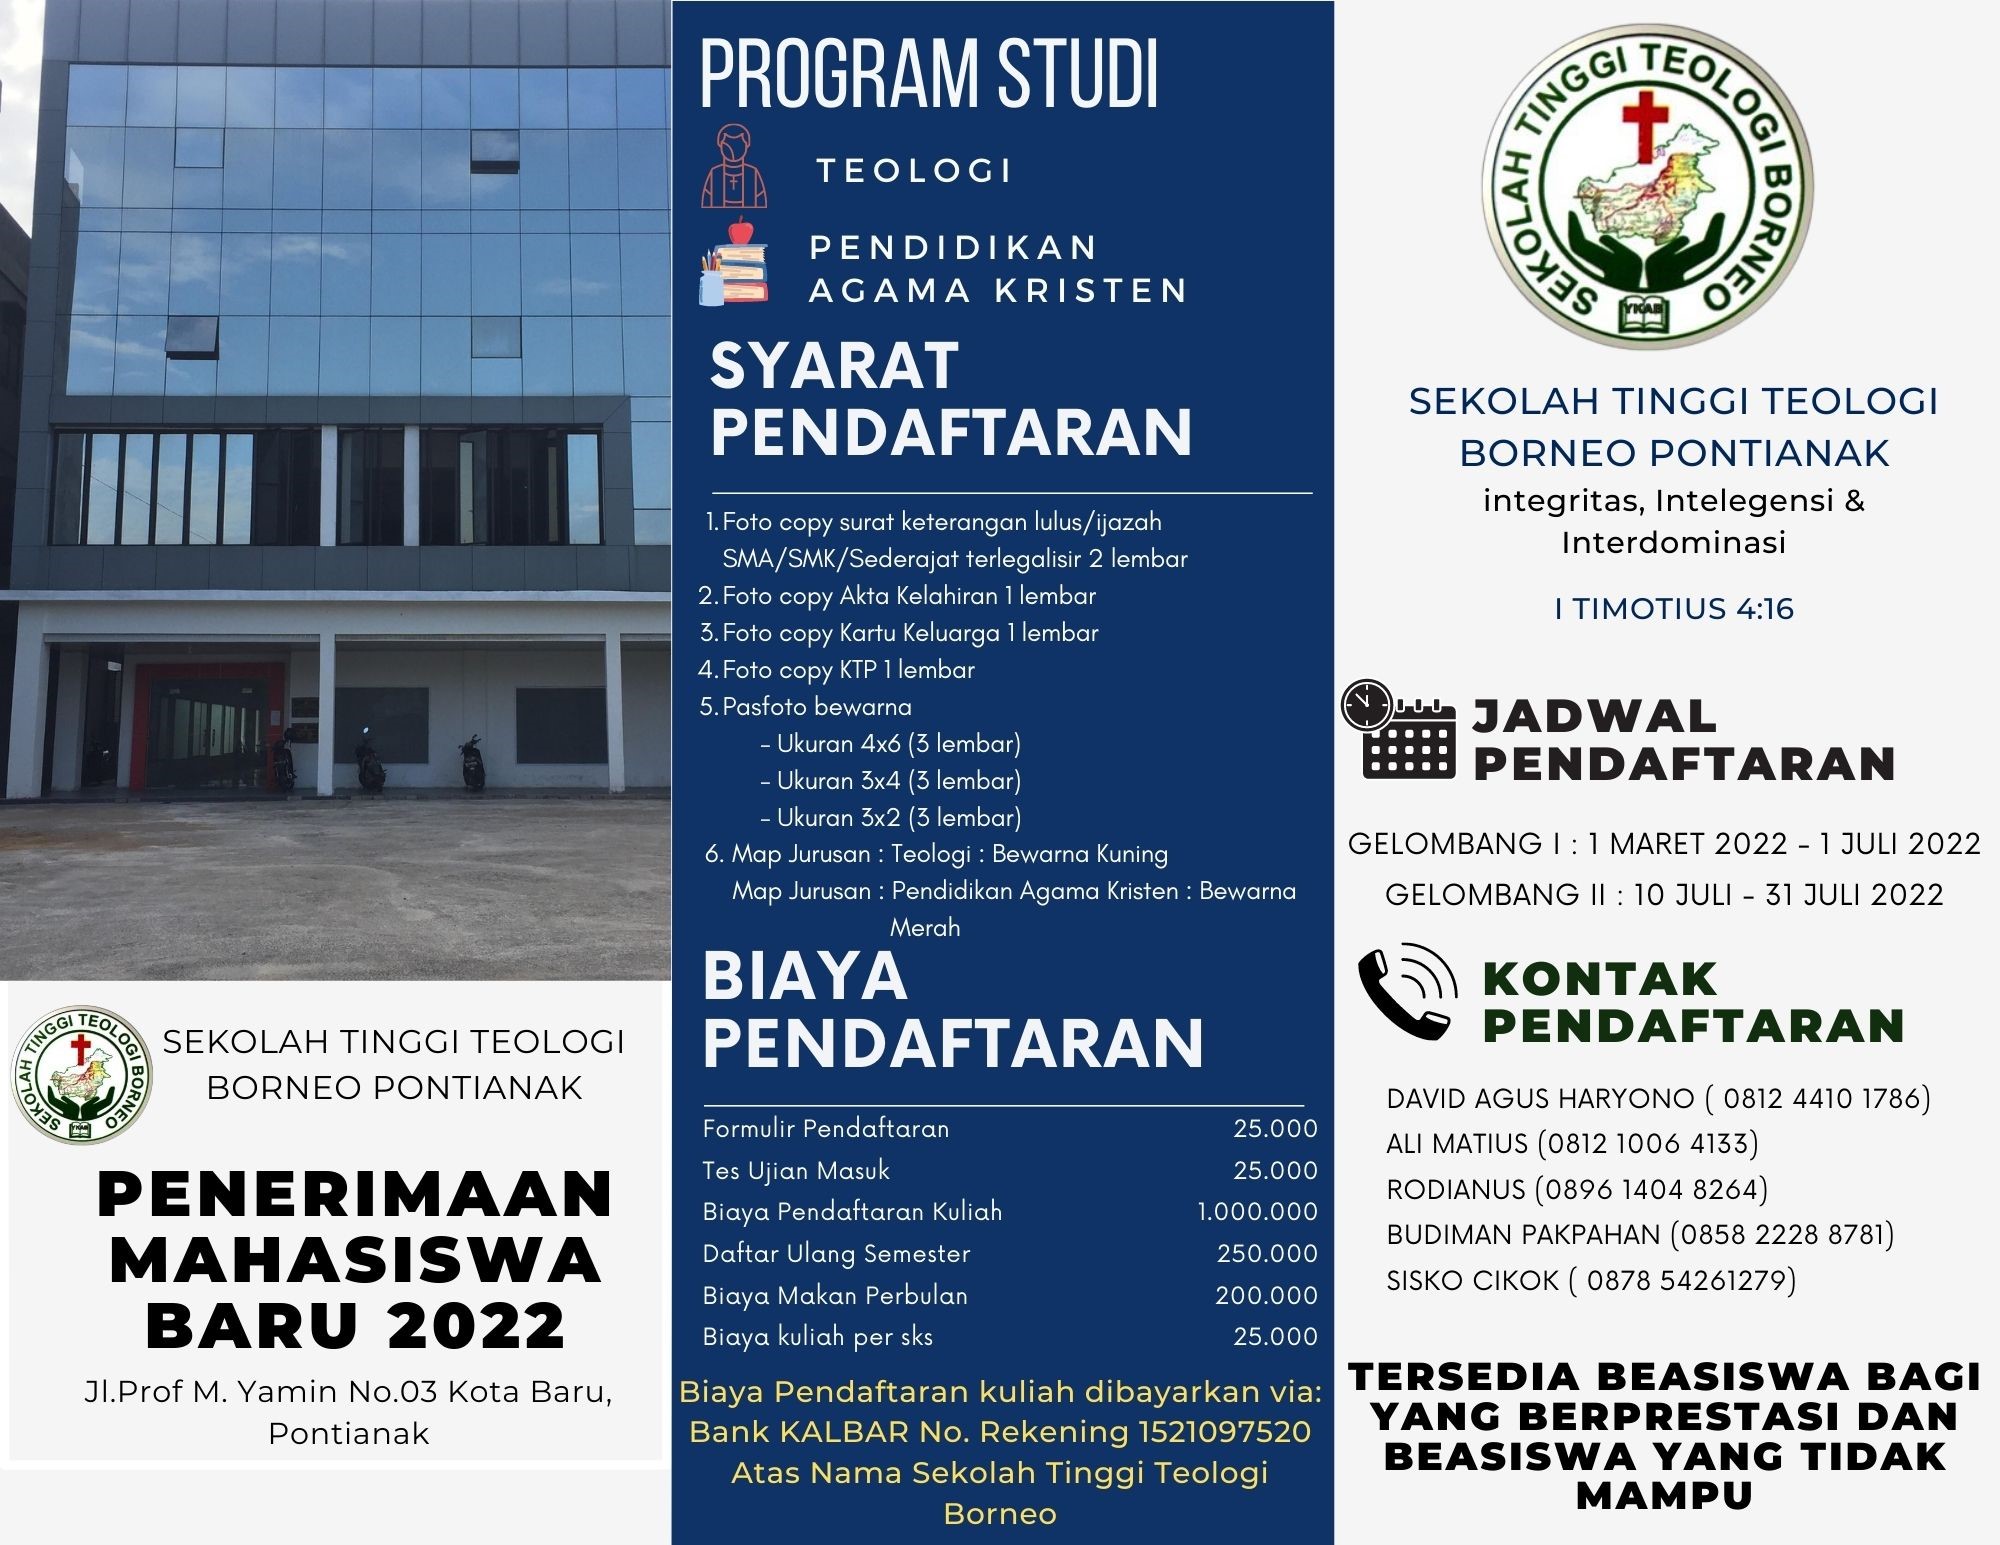 SEKOLAH TINGGI TEOLOGI BORNEO
YKAB
SEKOLAH TINGGI TEOLOGI
BORNEO PONTIANAK
PENERIMAAN
MAHASISWA
BARU 2022
Jl.Prof M. Yamin No.03 Kota Baru,
Pontianak
PROGRAM STUDI
TEOLOGI
PENDIDIKAN
AGAMA KRISTEN
SYARAT
PENDAFTARAN
1. Foto copy surat keterangan lulus/ijazah
SMA/SMK/Sederajat terlegalisir 2 lembar
2. Foto copy Akta Kelahiran 1 lembar
3. Foto copy Kartu Keluarga 1 lembar
4. Foto copy KTP 1 lembar
5. Pasfoto bewarna
- Ukuran 4x6 (3 lembar)
- Ukuran 3x4 (3 lembar)
- Ukuran 3x2 (3 lembar)
6. Map Jurusan : Teologi : Bewarna Kuning
Map Jurusan : Pendidikan Agama Kristen : Bewarna
Merah
BIAYA
PENDAFTARAN
Formulir Pendaftaran 25.000
Tes Ujian Masuk 25.000
Biaya Pendaftaran Kuliah 1.000.000
Daftar Ulang Semester 250.000
Biaya Makan Perbulan 200.000
Biaya kuliah per sks 25.000
Biaya Pendaftaran kuliah dibayarkan via:
Bank KALBAR No. Rekening 1521097520
Atas Nama Sekolah Tinggi Teologi
Borneo
SEKOLAH TINGGI TEOLOGI BORNEO
YKAB
SEKOLAH TINGGI TEOLOGI
BORNEO PONTIANAK
integritas, Intelegensi &
Interdominasi
I TIMOTIUS 4:16
JADWAL
PENDAFTARAN
GELOMBANG I : 1 MARET 2022 - 1 JULI 2022
GELOMBANG II : 10 JULI - 31 JULI 2022
KONTAK
PENDAFTARAN
DAVID AGUS HARYONO ( 0812 4410 1786)
ALI MATIUS (0812 1006 4133)
RODIANUS (0896 1404 8264)
BUDIMAN PAKPAHAN (0858 2228 8781)
SISKO CIKOK ( 0878 54261279)
TERSEDIA BEASISWA BAGI
YANG BERPRESTASI DAN
BEASISWA YANG TIDAK
MAMPU